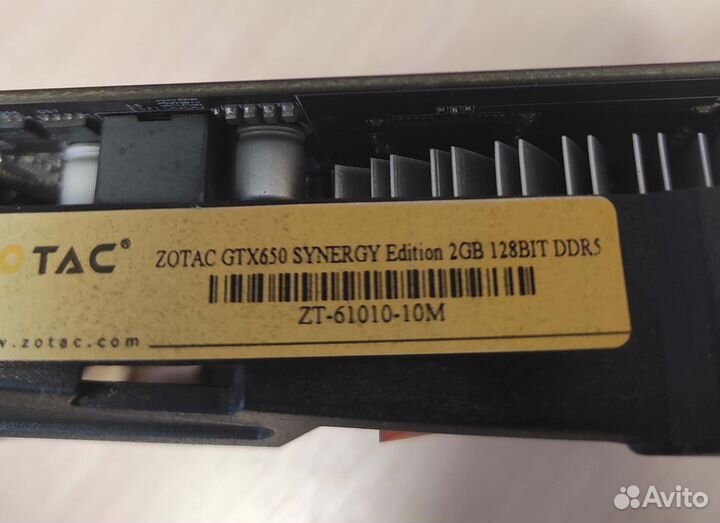 OTAC®
ZOTAC GTX650 SYNERGY Edition 2GB 128BIT DDR5
ZT-61010-10M
w.zotac.com
Avito